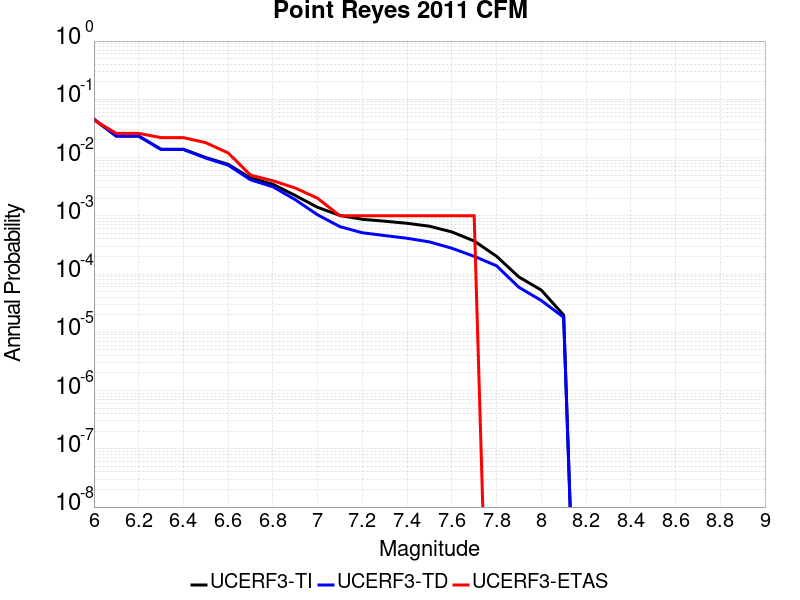 Point Reyes 2011 CFM
10^0
10^-1
10^-2
10^-3
10^-4
10^-5
10^-6
10^-7
10^-8
Annual Probability
6 6.2 6.4 6.6 6.8 7 7.2 7.4 7.6 7.8 8 8.2 8.4 8.6 8.8 9
Magnitude
UCERF3-TI UCERF3-TD UCERF3-ETAS